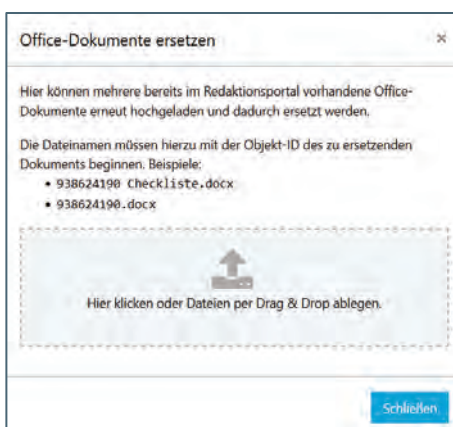 Office-Dokumente ersetzen ×
Hier können mehrere bereits im Redaktionsportal vorhandene Office-
Dokumente erneut hochgeladen und dadurch ersetzt werden.
Die Dateinamen müssen hierzu mit der Objekt-ID des zu ersetzenden
Dokuments beginnen. Beispiele:
• 938624190 Checkliste.docx
• 938624190.docx
Hier klicken oder Dateien per Drag & Drop ablegen.
Schließen